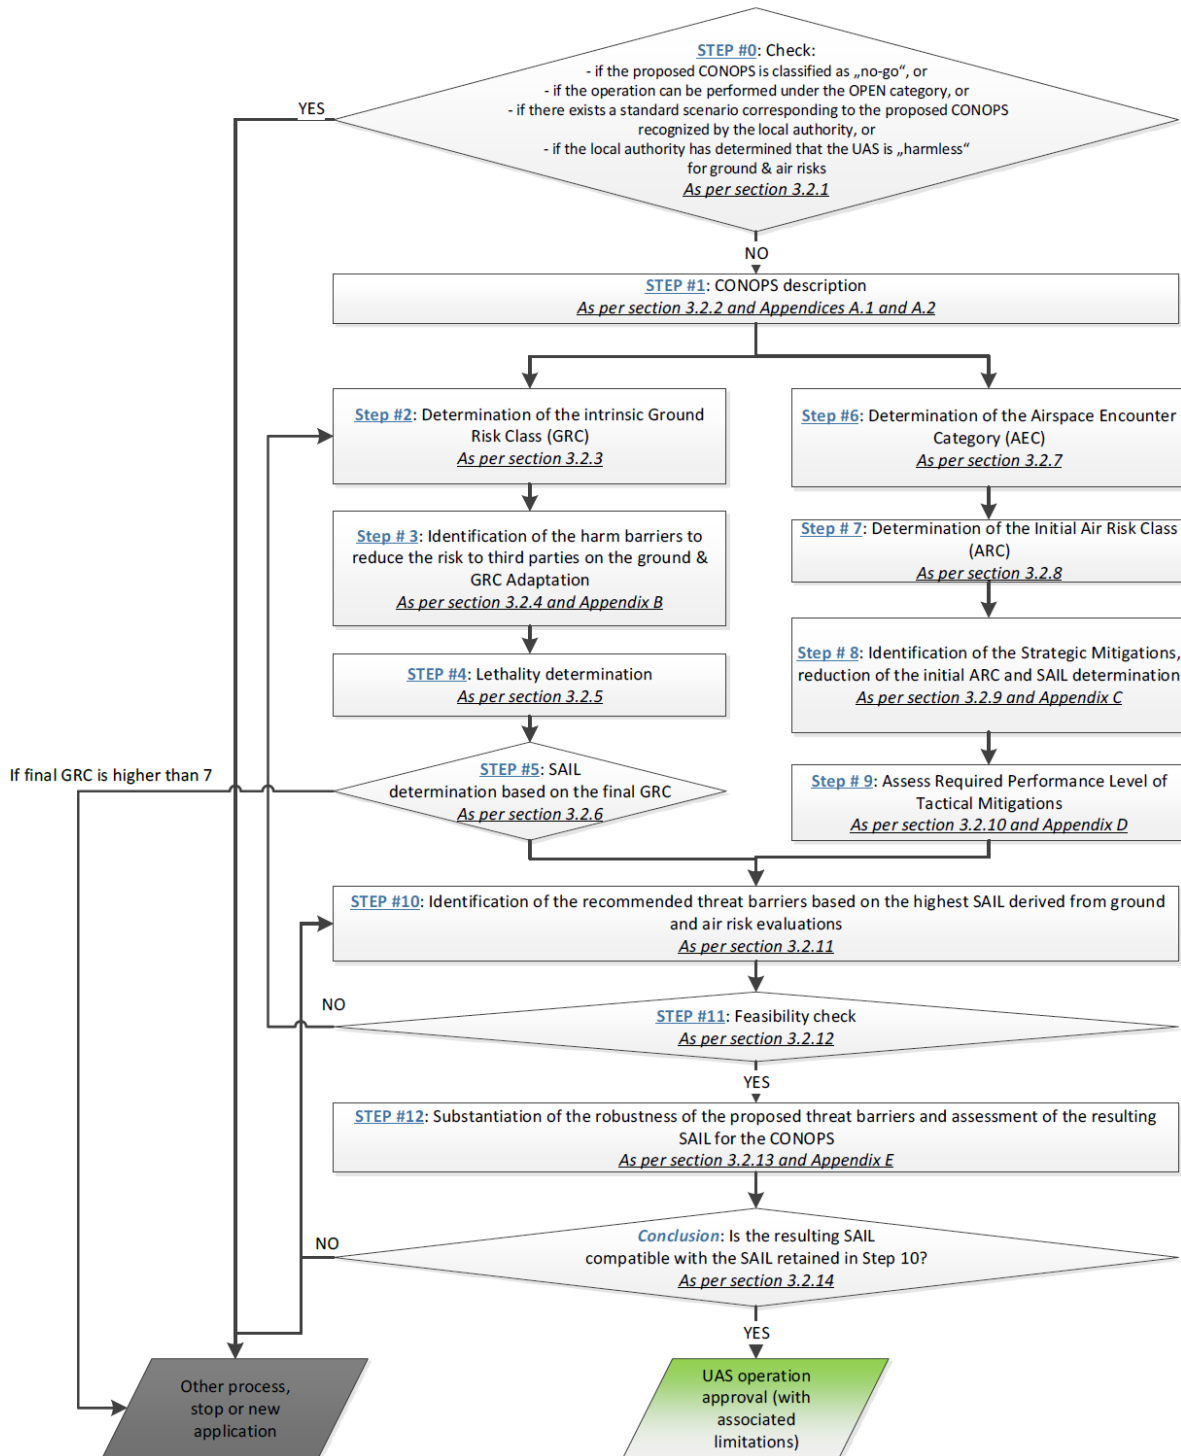 STEP #0: Check:
- if the proposed CONOPS is classified as „no-go“, or
- if the operation can be performed under the OPEN category, or
- if there exists a standard scenario corresponding to the proposed CONOPS
recognized by the local authority, or
- if the local authority has determined that the UAS is „harmless“
for ground & air risks
As per section 3.2.1
YES
NO
STEP #1: CONOPS description
As per section 3.2.2 and Appendices A.1 and A.2
Step #2: Determination of the intrinsic Ground
Risk Class (GRC)
As per section 3.2.3
Step # 3: Identification of the harm barriers to
reduce the risk to third parties on the ground &
GRC Adaptation
As per section 3.2.4 and Appendix B
STEP #4: Lethality determination
As per section 3.2.5
STEP #5: SAIL
determination based on the final GRC
As per section 3.2.6
If final GRC is higher than 7
Step #6: Determination of the Airspace Encounter
Category (AEC)
As per section 3.2.7
Step # 7: Determination of the Initial Air Risk Class
(ARC)
As per section 3.2.8
Step # 8: Identification of the Strategic Mitigations,
reduction of the initial ARC and SAIL determination
As per section 3.2.9 and Appendix C
Step # 9: Assess Required Performance Level of
Tactical Mitigations
As per section 3.2.10 and Appendix D
STEP #10: Identification of the recommended threat barriers based on the highest SAIL derived from ground
and air risk evaluations
As per section 3.2.11
NO
STEP #11: Feasibility check
As per section 3.2.12
YES
STEP #12: Substantiation of the robustness of the proposed threat barriers and assessment of the resulting
SAIL for the CONOPS
As per section 3.2.13 and Appendix E
NO
Conclusion: Is the resulting SAIL
compatible with the SAIL retained in Step 10?
As per section 3.2.14
YES
Other process,
stop or new
application
UAS operation
approval (with
associated
limitations)